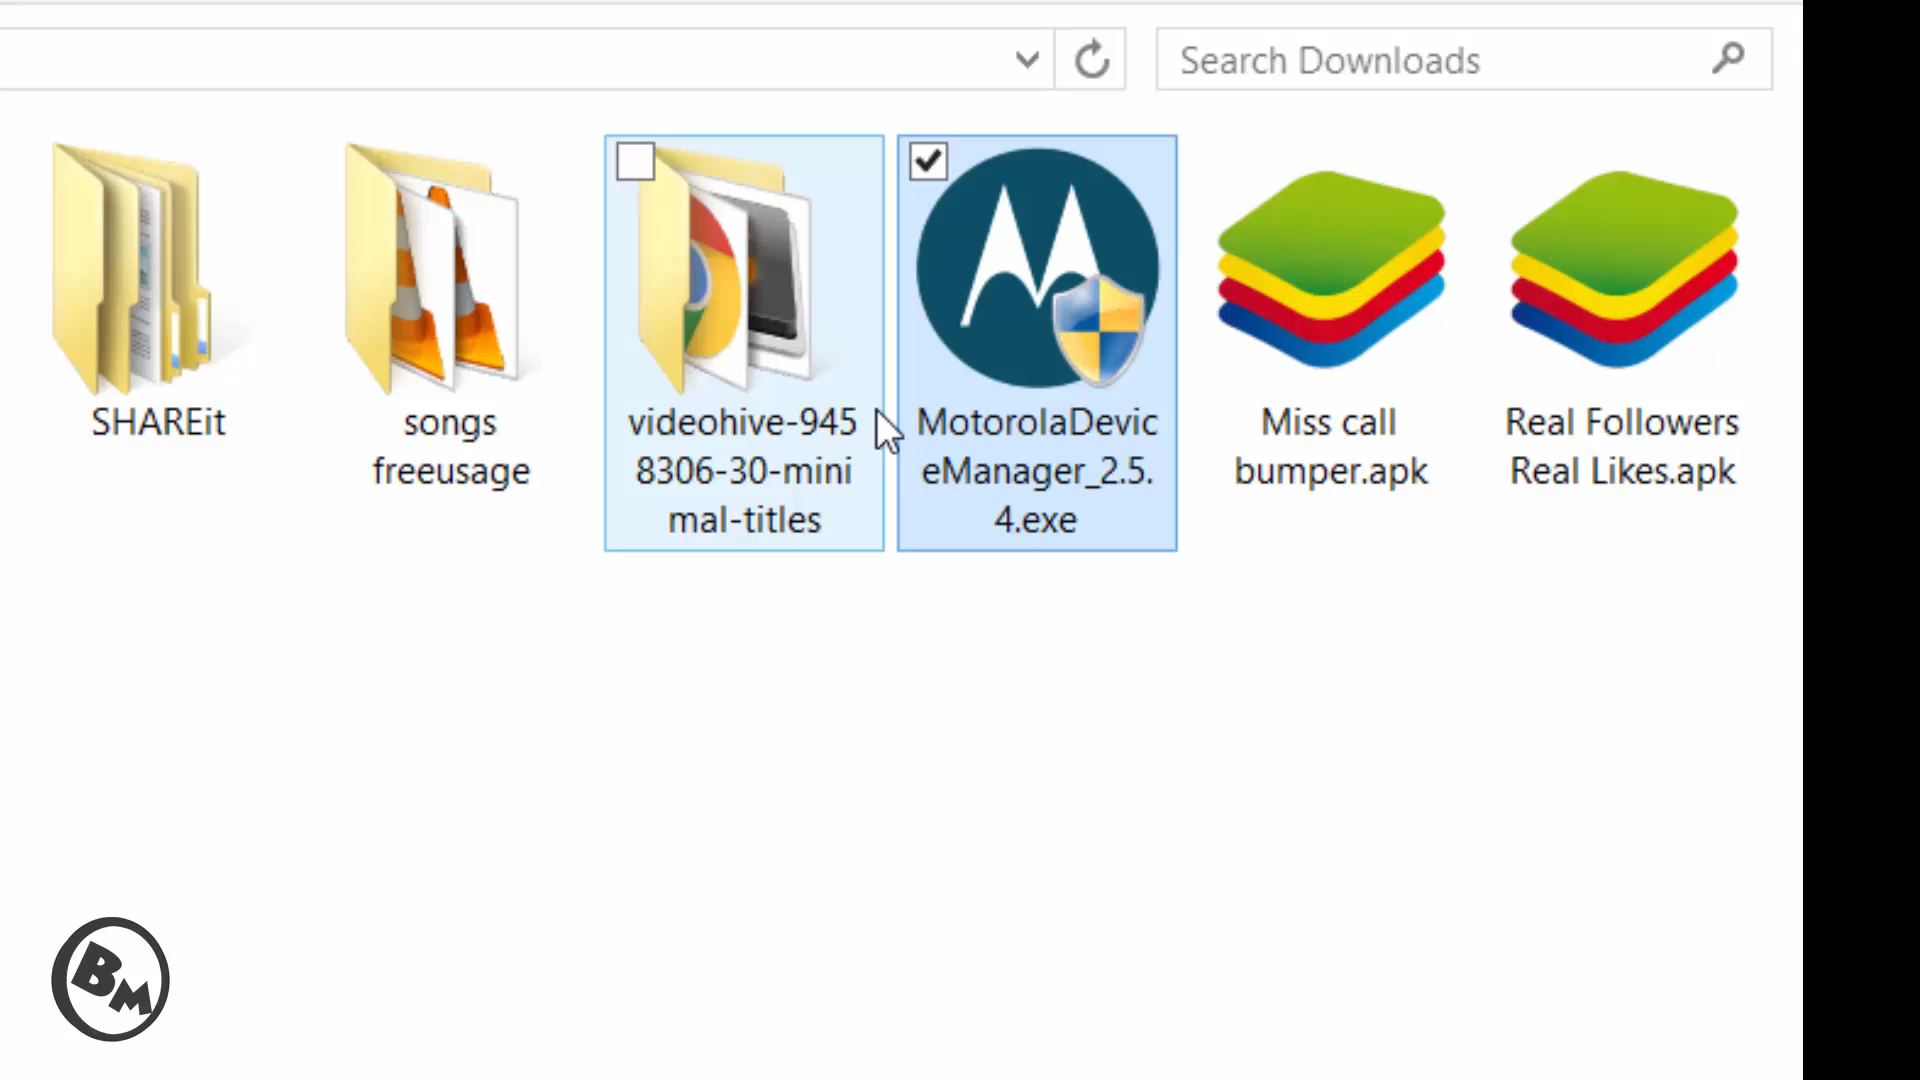 Search Downloads
SHAREit
songs
freeusage
videohive-945
8306-30-mini
mal-titles
MotorolaDevic
eManager_2.5.
4.exe
Miss call
bumper.apk
Real Followers
Real Likes.apk
BM